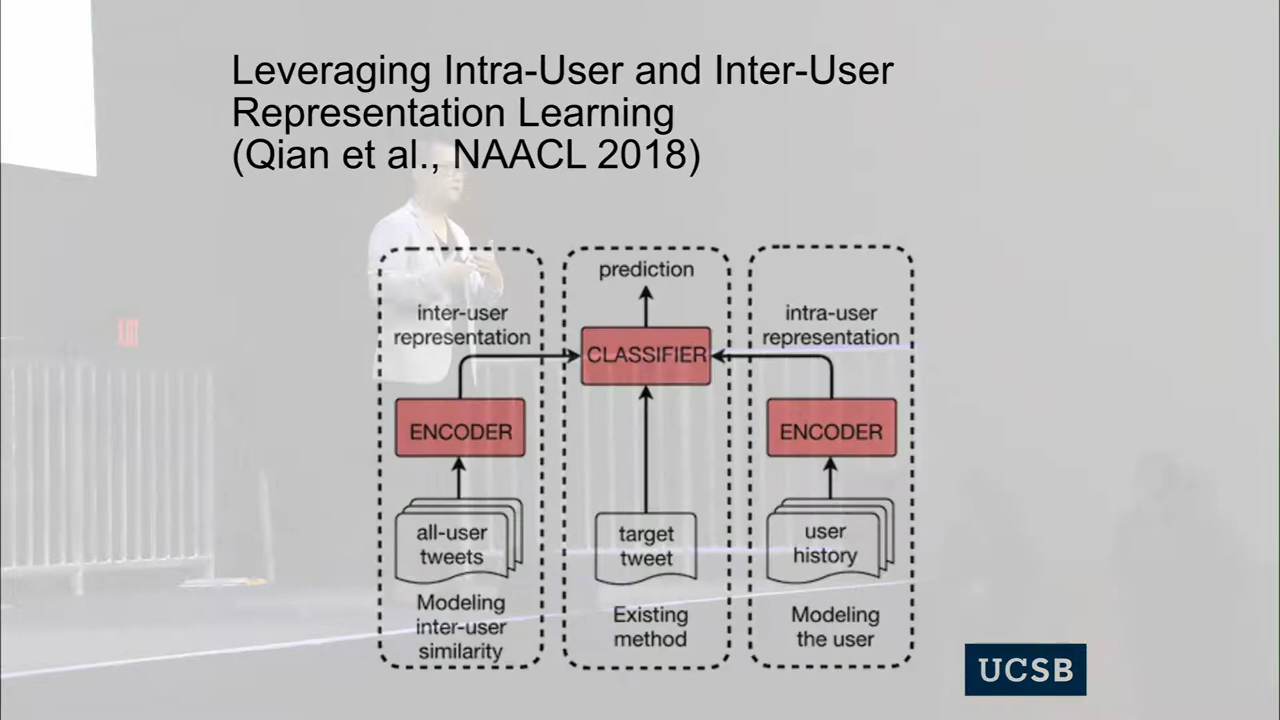 Leveraging Intra-User and Inter-User
Representation Learning
(Qian et al., NAACL 2018)
prediction
inter-user
representation
intra-user
representation
CLASSIFIER
ENCODER
ENCODER
all-user
tweets
target
tweet
user
history
Modeling
inter-user
similarity
Existing
method
Modeling
the user
UCSB
EXIT